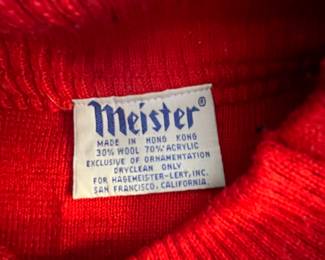 Meister®
MADE IN HONG KONG
30% WOOL 70% ACRYLIC
EXCLUSIVE OF ORNAMENTATION
DRYCLEAN ONLY
FOR HAGEMEISTER-LERT, INC.
SAN FRANCISCO, CALIFORNIA